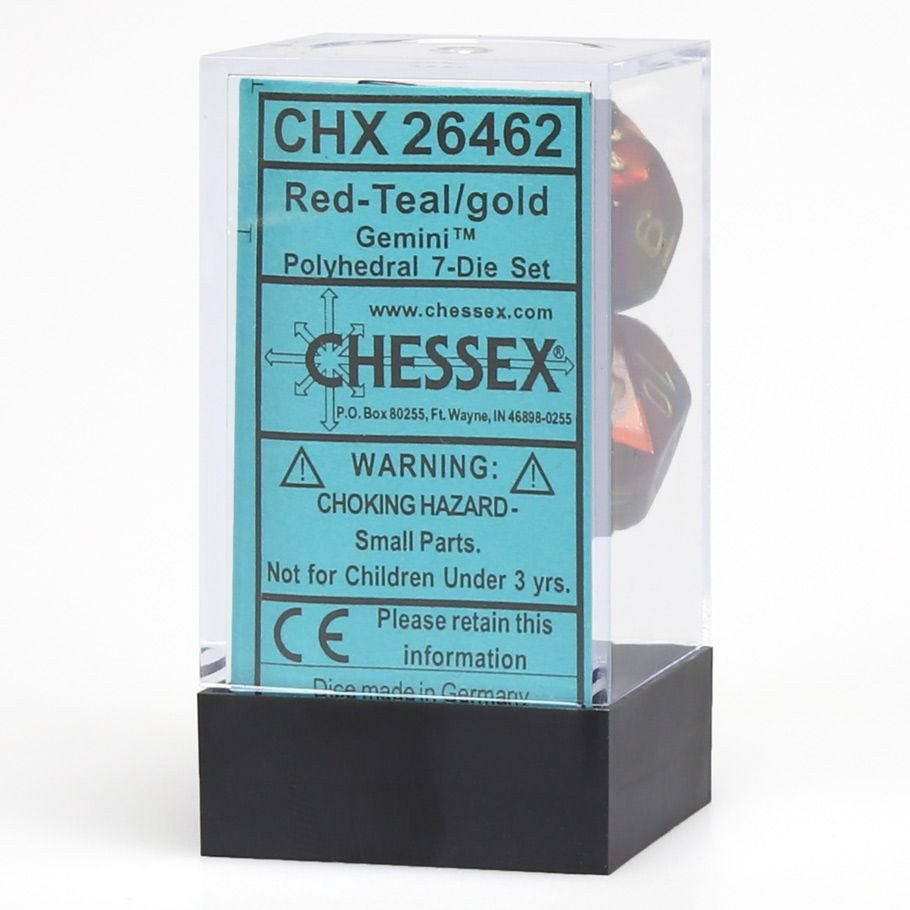 CHX 26462
Red-Teal/gold
Gemini™
Polyhedral 7-Die Set
www.chessex.com
CHESSEX®
P.O. Box 80255, Ft. Wayne, IN 46898-0255
WARNING:
CHOKING HAZARD-
Small Parts.
Not for Children Under 3 yrs.
CE Please retain this
information
Dice made in Germany